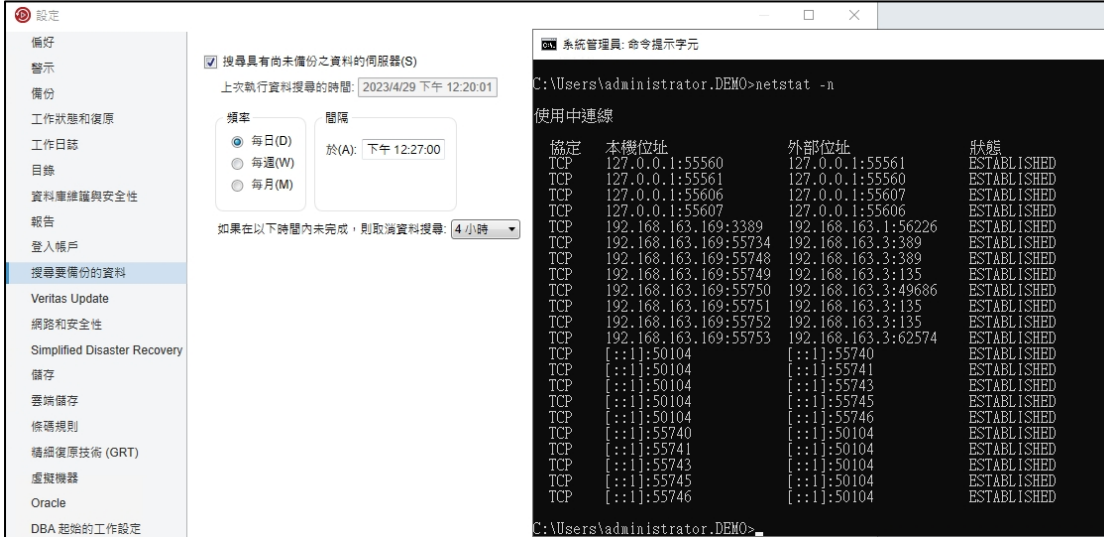 設定
偏好
警示
備份
工作狀態和復原
工作日誌
目錄
資料庫維護與安全性
報告
登入帳戶
搜尋要備份的資料
Veritas Update
網路和安全性
Simplified Disaster Recovery
儲存
雲端儲存
條碼規則
精細復原技術 (GRT)
虛擬機器
Oracle
DBA 起始的工作設定
搜尋具有尚未備份之資料的伺服器(S)
上次執行資料搜尋的時間: 2023/4/29 下午 12:20:01
頻率
每日(D)
每週(W)
每月(M)
間隔
於(A): 下午 12:27:00
如果在以下時間內未完成，則取消資料搜尋: 4 小時
系統管理員: 命令提示字元
C:\Users\administrator.DEMO>netstat -n
使用中連線
協定 本機位址 外部位址 狀態
TCP 127.0.0.1:55560 127.0.0.1:55561 ESTABLISHED
TCP 127.0.0.1:55561 127.0.0.1:55560 ESTABLISHED
TCP 127.0.0.1:55606 127.0.0.1:55607 ESTABLISHED
TCP 127.0.0.1:55607 127.0.0.1:55606 ESTABLISHED
TCP 192.168.163.169:3389 192.168.163.1:56226 ESTABLISHED
TCP 192.168.163.169:55734 192.168.163.3:389 ESTABLISHED
TCP 192.168.163.169:55748 192.168.163.3:389 ESTABLISHED
TCP 192.168.163.169:55749 192.168.163.3:135 ESTABLISHED
TCP 192.168.163.169:55750 192.168.163.3:49686 ESTABLISHED
TCP 192.168.163.169:55751 192.168.163.3:135 ESTABLISHED
TCP 192.168.163.169:55752 192.168.163.3:135 ESTABLISHED
TCP 192.168.163.169:55753 192.168.163.3:62574 ESTABLISHED
TCP [::1]:50104 [::1]:55740 ESTABLISHED
TCP [::1]:50104 [::1]:55741 ESTABLISHED
TCP [::1]:50104 [::1]:55743 ESTABLISHED
TCP [::1]:50104 [::1]:55745 ESTABLISHED
TCP [::1]:50104 [::1]:55746 ESTABLISHED
TCP [::1]:55740 [::1]:50104 ESTABLISHED
TCP [::1]:55741 [::1]:50104 ESTABLISHED
TCP [::1]:55743 [::1]:50104 ESTABLISHED
TCP [::1]:55745 [::1]:50104 ESTABLISHED
TCP [::1]:55746 [::1]:50104 ESTABLISHED
C:\Users\administrator.DEMO>